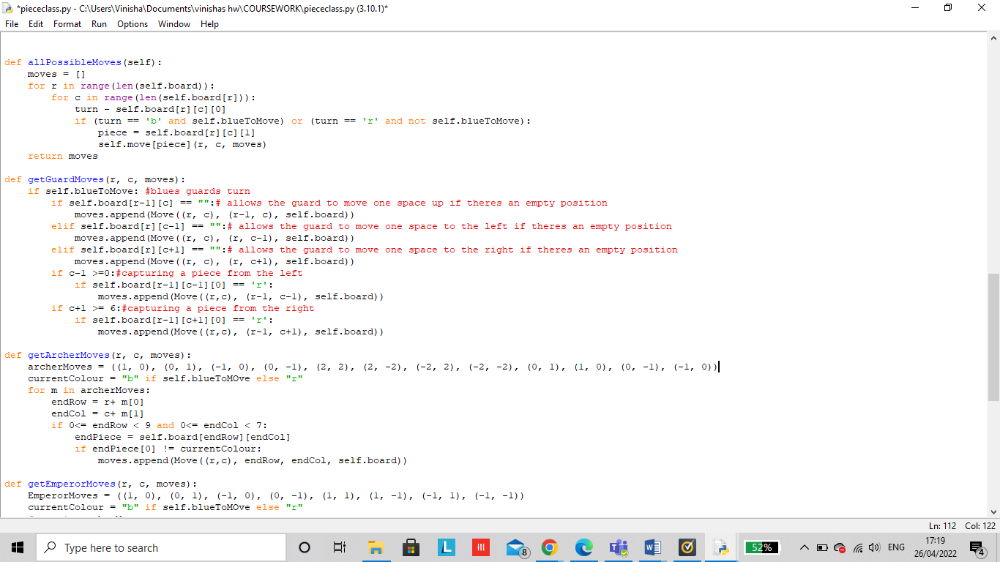 *piececlass.py - C:\Users\Vinisha\Documents\vinishas hw\COURSEWORK\piececlass.py (3.10.1)*
File Edit Format Run Options Window Help
def allPossibleMoves(self):
    moves = []
    for r in range(len(self.board)):
        for c in range(len(self.board[r])):
            turn - self.board[r][c][0]
            if (turn == 'b' and self.blueToMove) or (turn == 'r' and not self.blueToMove):
                piece = self.board[r][c][1]
                self.move[piece](r, c, moves)
    return moves
def getGuardMoves(r, c, moves):
    if self.blueToMove: #blues guards turn
        if self.board[r-1][c] == "":# allows the guard to move one space up if theres an empty position
            moves.append(Move((r, c), (r-1, c), self.board))
        elif self.board[r][c-1] == "":# allows the guard to move one space to the left if theres an empty position
            moves.append(Move((r, c), (r, c-1), self.board))
        elif self.board[r][c+1] == "":# allows the guard to move one space to the right if theres an empty position
            moves.append(Move((r, c), (r, c+1), self.board))
        if c-1 >=0:#capturing a piece from the left
            if self.board[r-1][c-1][0] == 'r':
                moves.append(Move((r,c), (r-1, c-1), self.board))
        if c+1 >= 6:#capturing a piece from the right
            if self.board[r-1][c+1][0] == 'r':
                moves.append(Move((r,c), (r-1, c+1), self.board))
def getArcherMoves(r, c, moves):
    archerMoves = ((1, 0), (0, 1), (-1, 0), (0, -1), (2, 2), (2, -2), (-2, 2), (-2, -2), (0, 1), (1, 0), (0, -1), (-1, 0))
    currentColour = "b" if self.blueToMOve else "r"
    for m in archerMoves:
        endRow = r+ m[0]
        endCol = c+ m[1]
        if 0<= endRow < 9 and 0<= endCol < 7:
            endPiece = self.board[endRow][endCol]
            if endPiece[0] != currentColour:
                moves.append(Move((r,c), endRow, endCol, self.board))
def getEmperorMoves(r, c, moves):
    EmperorMoves = ((1, 0), (0, 1), (-1, 0), (0, -1), (1, 1), (1, -1), (-1, 1), (-1, -1))
    currentColour = "b" if self.blueToMOve else "r"
Ln: 112 Col: 122
Type here to search
L
8
52%
ENG
17:19
26/04/2022
4